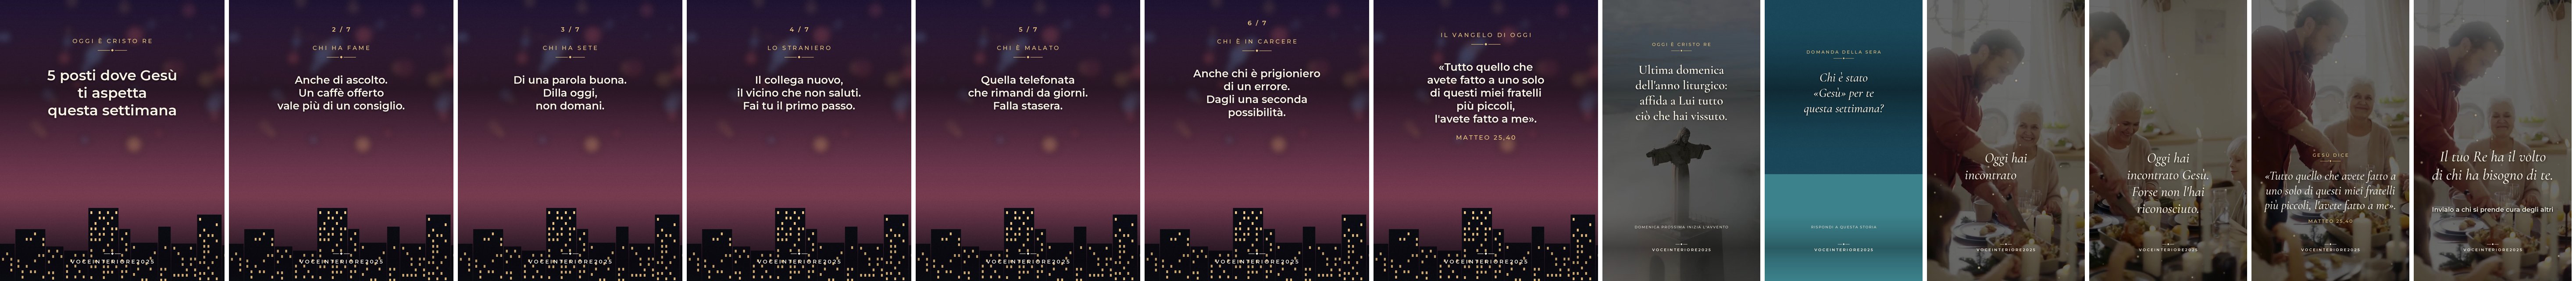 OGGI È CRISTO RE
5 posti dove Gesù
ti aspetta
questa settimana
VOCEINTERIORE2025
2 / 7
CHI HA FAME
Anche di ascolto.
Un caffè offerto
vale più di un consiglio.
VOCEINTERIORE2025
3 / 7
CHI HA SETE
Di una parola buona.
Dilla oggi,
non domani.
VOCEINTERIORE2025
4 / 7
LO STRANIERO
Il collega nuovo,
il vicino che non saluti.
Fai tu il primo passo.
VOCEINTERIORE2025
5 / 7
CHI È MALATO
Quella telefonata
che rimandi da giorni.
Falla stasera.
VOCEINTERIORE2025
6 / 7
CHI È IN CARCERE
Anche chi è prigioniero
di un errore.
Dagli una seconda
possibilità.
VOCEINTERIORE2025
IL VANGELO DI OGGI
«Tutto quello che
avete fatto a uno solo
di questi miei fratelli
più piccoli,
l'avete fatto a me».
MATTEO 25,40
VOCEINTERIORE2025
OGGI È CRISTO RE
Ultima domenica
dell'anno liturgico:
affida a Lui tutto
ciò che hai vissuto.
DOMENICA PROSSIMA INIZIA L'AVVENTO
VOCEINTERIORE2025
DOMANDA DELLA SERA
Chi è stato
«Gesù» per te
questa settimana?
RISPONDI A QUESTA STORIA
VOCEINTERIORE2025
Oggi hai
incontrato
VOCEINTERIORE2025
Oggi hai
incontrato Gesù.
Forse non l'hai
riconosciuto.
VOCEINTERIORE2025
GESÙ DICE
«Tutto quello che avete fatto a
uno solo di questi miei fratelli
più piccoli, l'avete fatto a me».
MATTEO 25,40
VOCEINTERIORE2025
Il tuo Re ha il volto
di chi ha bisogno di te.
Invialo a chi si prende cura degli altri
VOCEINTERIORE2025